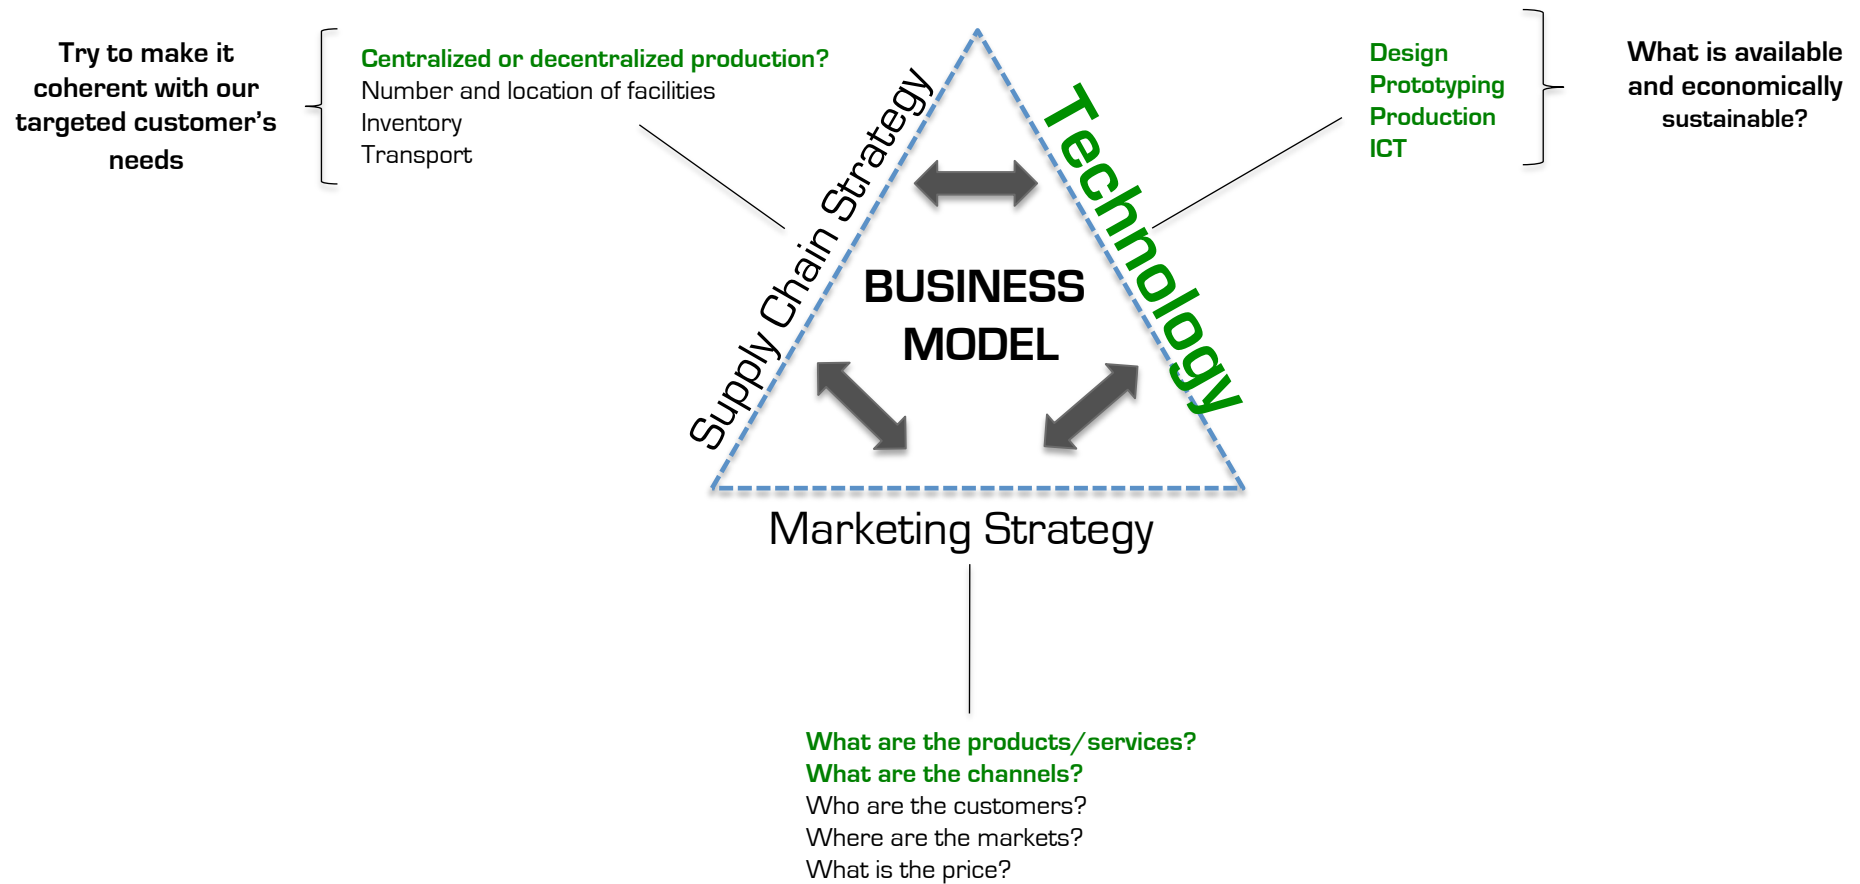 Try to make it
coherent with our
targeted customer's
needs
Centralized or decentralized production?
Number and location of facilities
Inventory
Transport
Design
Prototyping
Production
ICT
What is available
and economically
sustainable?
Supply Chain Strategy
Technology
BUSINESS
MODEL
Marketing Strategy
What are the products/services?
What are the channels?
Who are the customers?
Where are the markets?
What is the price?